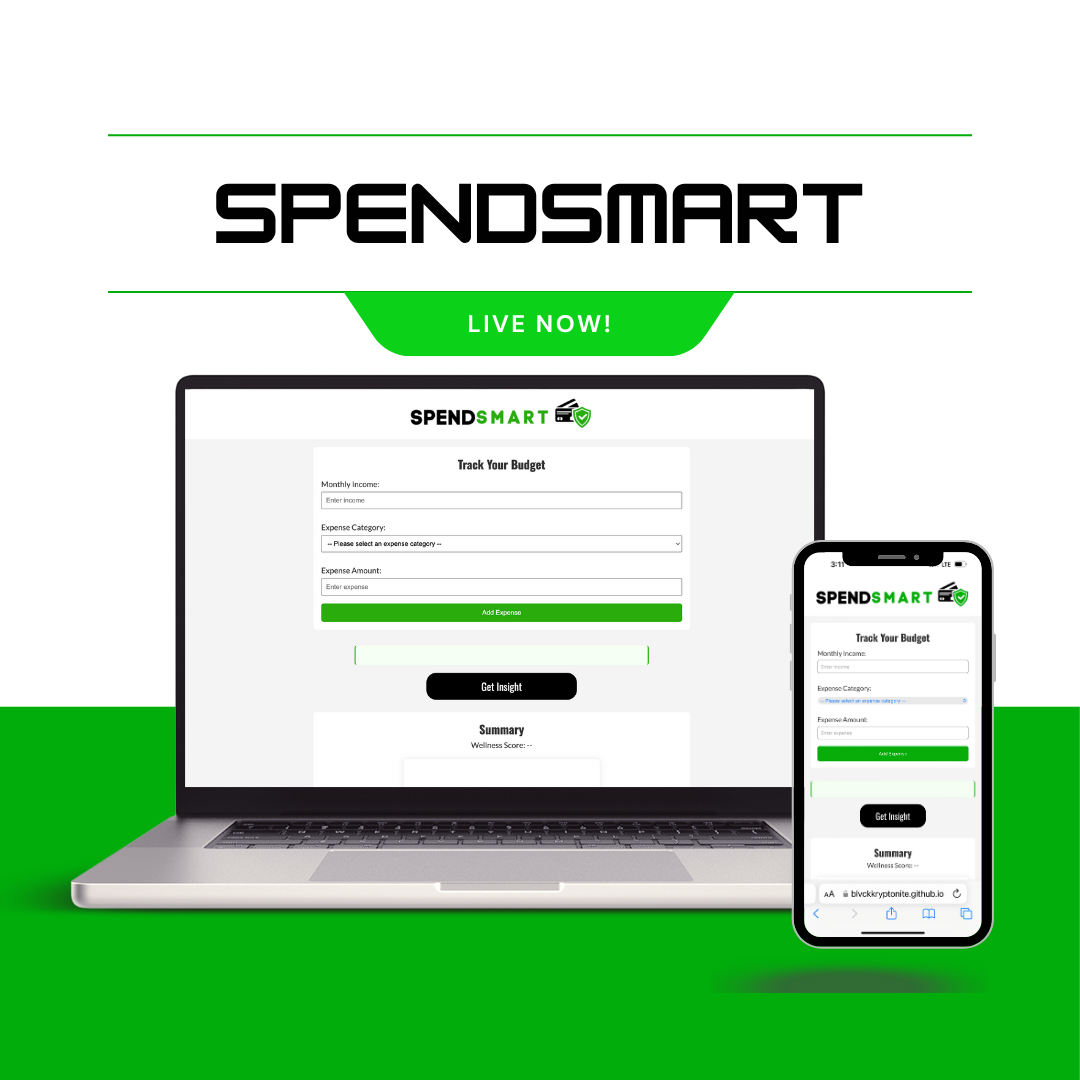 SPENDSMART
LIVE NOW!
SPENDSMART
Track Your Budget
Monthly Income:
Enter income
Expense Category:
-- Please select an expense category --
Expense Amount:
Enter expense
Add Expense
Get Insight
Summary
Wellness Score: --
3:11
LTE
SPENDSMART
Track Your Budget
Monthly Income:
Enter income
Expense Category:
-- Please select an expense category --
Expense Amount:
Enter expense
Add Expense
Get Insight
Summary
Wellness Score: --
AA blvckkryptonite.github.io